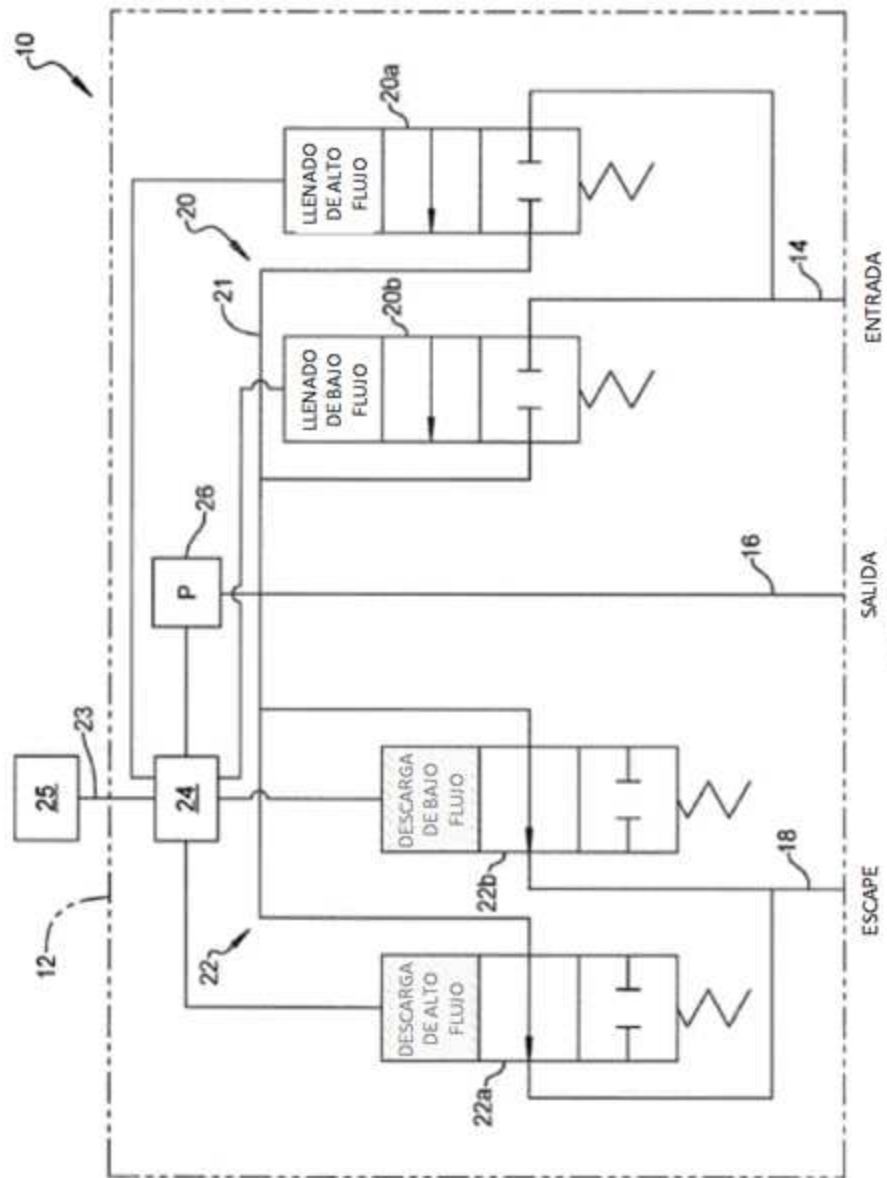 10
12
23
25
24
26
P
21
20
20a
LLENADO
DE ALTO
FLUJO
20b
LLENADO
DE BAJO
FLUJO
22
22a
DESCARGA
DE ALTO
FLUJO
22b
DESCARGA
DE BAJO
FLUJO
18
16
14
ESCAPE
SALIDA
ENTRADA